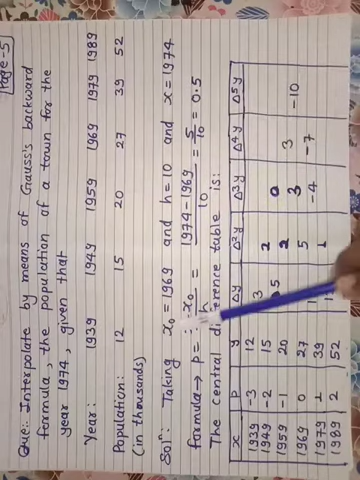 Page-5
Que:. Interpolate by means of Gauss's backward
formula, the population of a town for the
year 1974, given that
Year: 1939 1949 1959 1969 1979 1989
Population: 12 15 20 27 39 52
(in thousands)
Solⁿ: Taking x₀ = 1969 and h=10 and x=1974
formula→ p = x₀/h = 1974-1969/10 = 5/10 = 0.5
The central difference table is:
x p y Δy Δ²y Δ³y Δ⁴y Δ⁵y
1939 -3 12
3
1949 -2 15 2
5 0
1959 -1 20 2 3
3 -10
1969 0 27 5 -7
-4
1979 1 39 1
1989 2 52